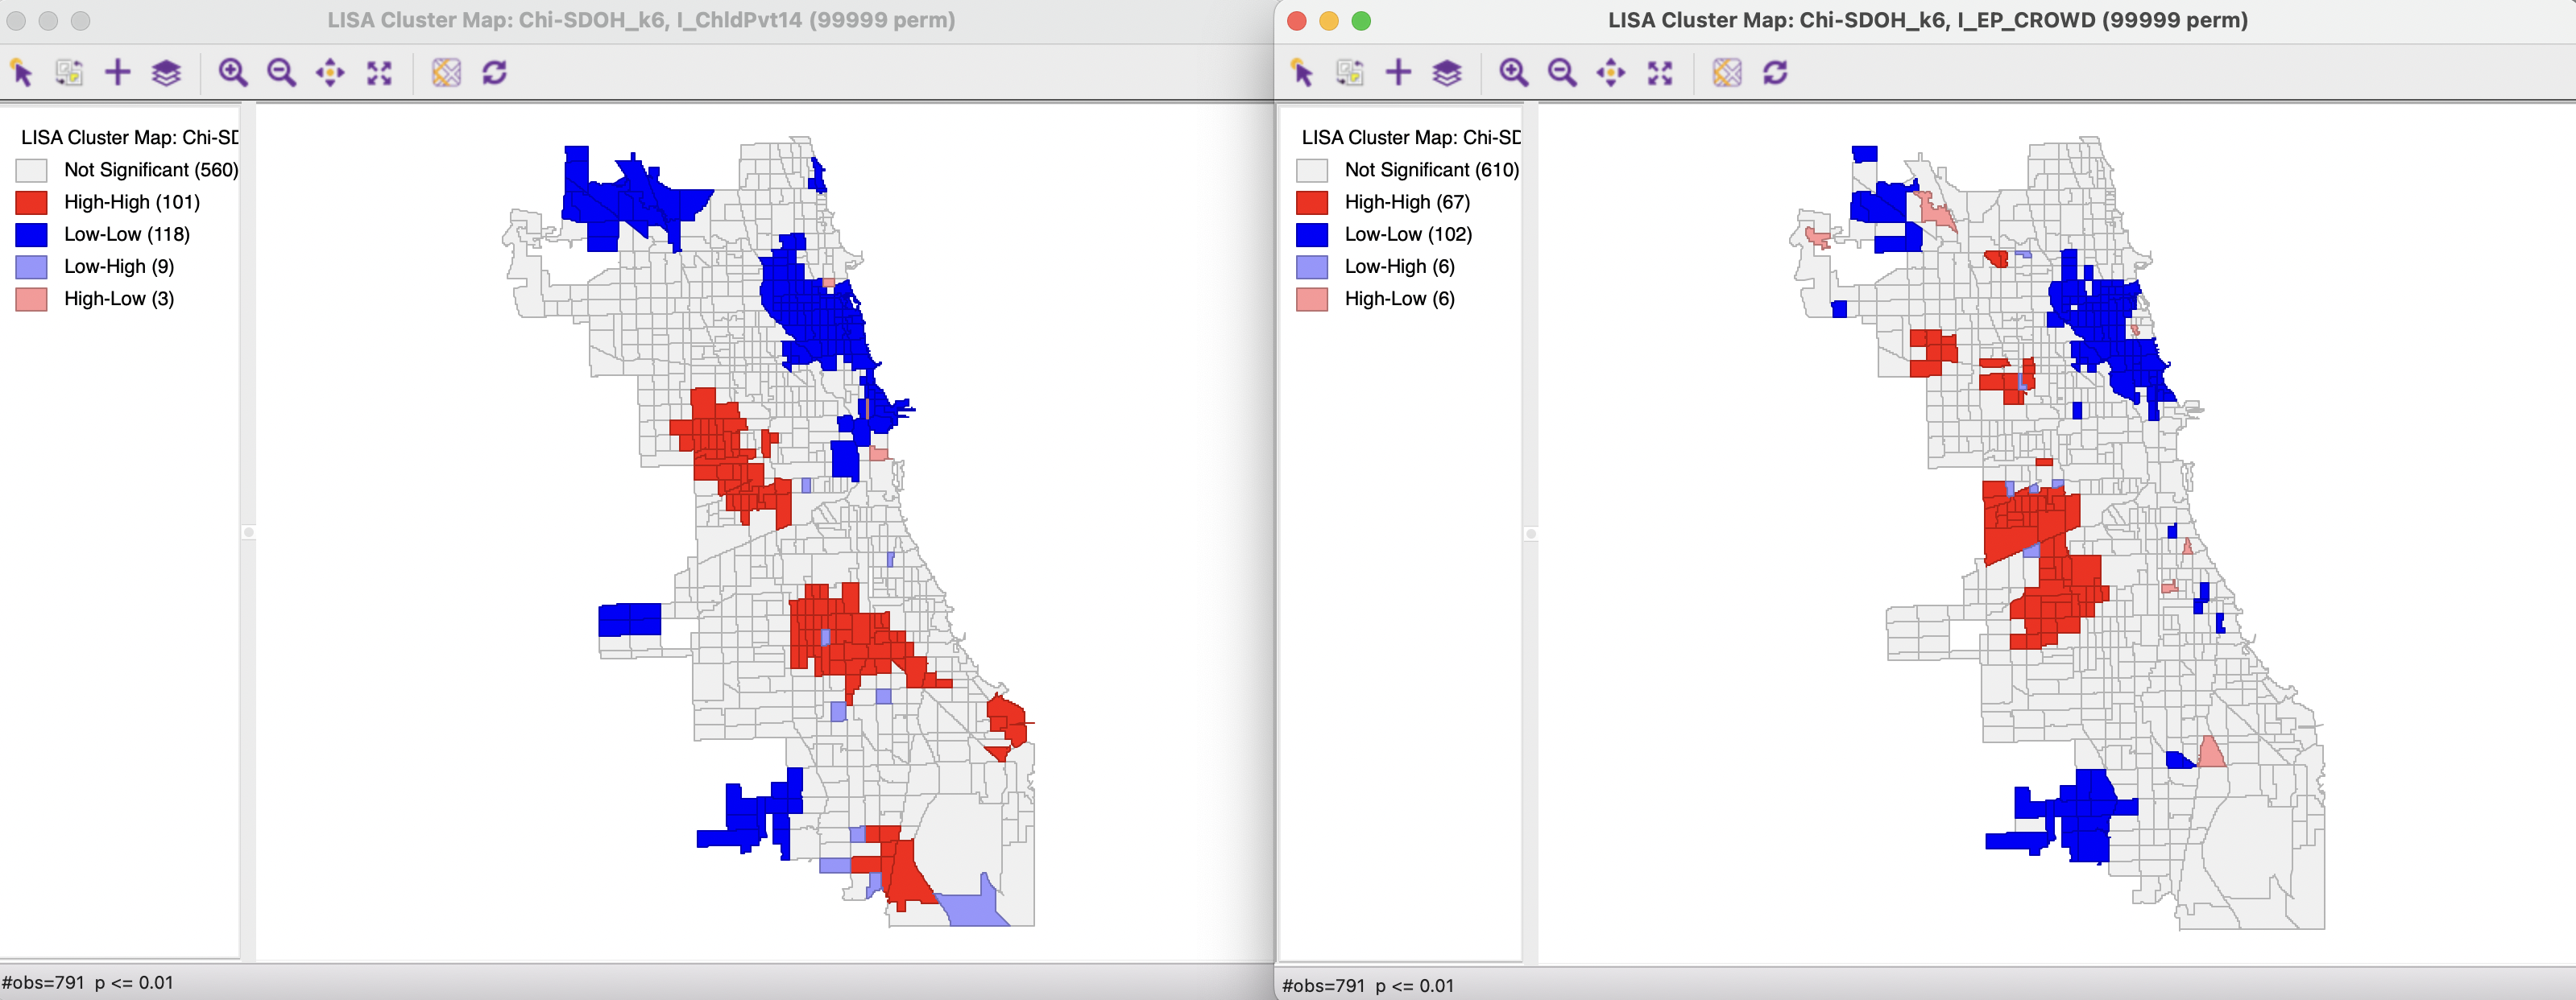 LISA Cluster Map: Chi-SDOH_k6, I_ChldPvt14 (99999 perm)
LISA Cluster Map: Chi-SD
Not Significant (560)
High-High (101)
Low-Low (118)
Low-High (9)
High-Low (3)
#obs=791 p <= 0.01
LISA Cluster Map: Chi-SDOH_k6, I_EP_CROWD (99999 perm)
LISA Cluster Map: Chi-SD
Not Significant (610)
High-High (67)
Low-Low (102)
Low-High (6)
High-Low (6)
#obs=791 p <= 0.01